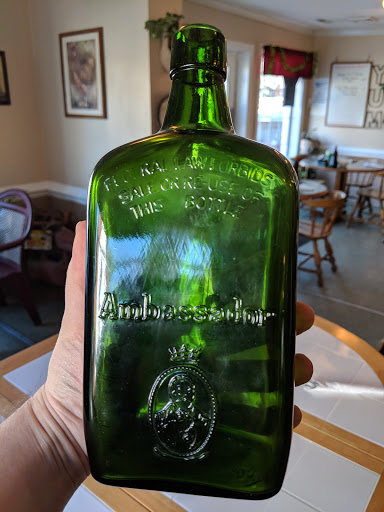 FEDERAL LAW FORBIDS
SALE OR RE-USE OF
THIS BOTTLE
Ambassador